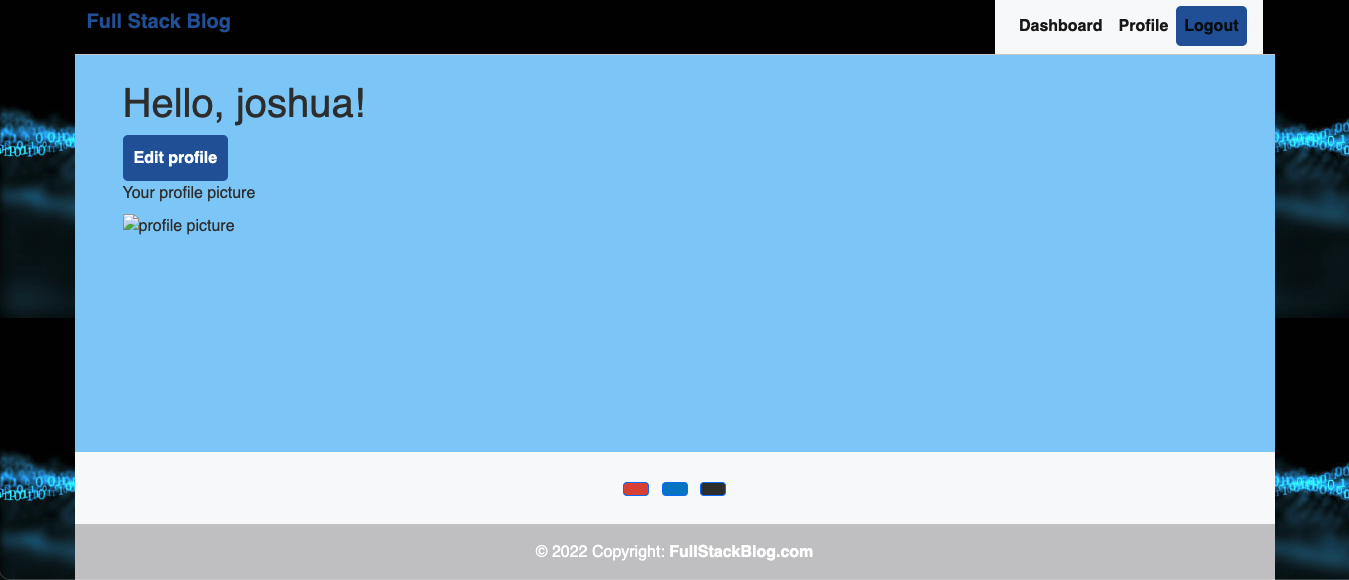 Full Stack Blog
Dashboard Profile Logout
Hello, joshua!
Edit profile
Your profile picture
profile picture
© 2022 Copyright: FullStackBlog.com